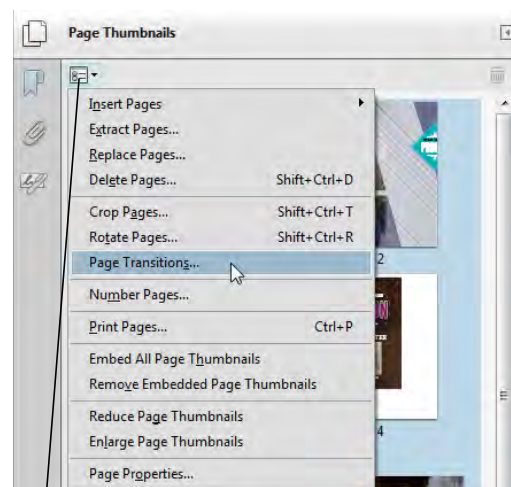 Page Thumbnails
Insert Pages
Extract Pages...
Replace Pages...
Delete Pages... Shift+Ctrl+D
Crop Pages... Shift+Ctrl+T
Rotate Pages... Shift+Ctrl+R
Page Transitions...
2
Number Pages...
Print Pages... Ctrl+P
Embed All Page Thumbnails
Remove Embedded Page Thumbnails
Reduce Page Thumbnails
4
Enlarge Page Thumbnails
Page Properties...